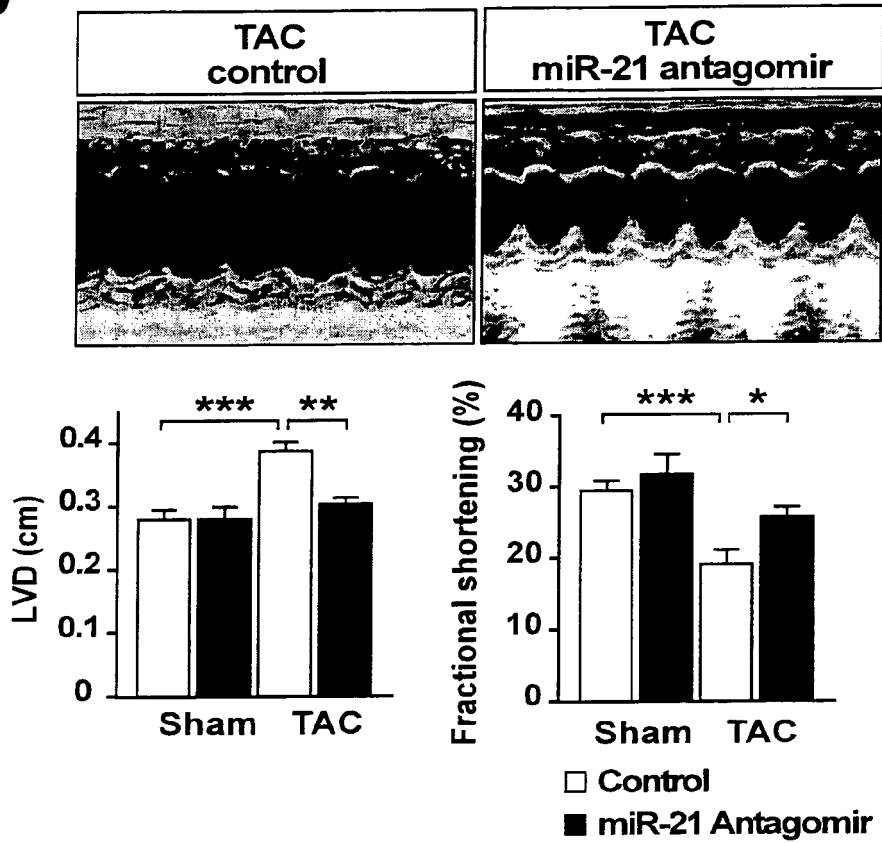 TAC
control
TAC
miR-21 antagomir
LVD (cm)
0.4
0.3
0.2
0.1
0
*** **
Sham TAC
Fractional shortening (%)
40
30
20
10
0
*** *
Sham TAC
Control
miR-21 Antagomir